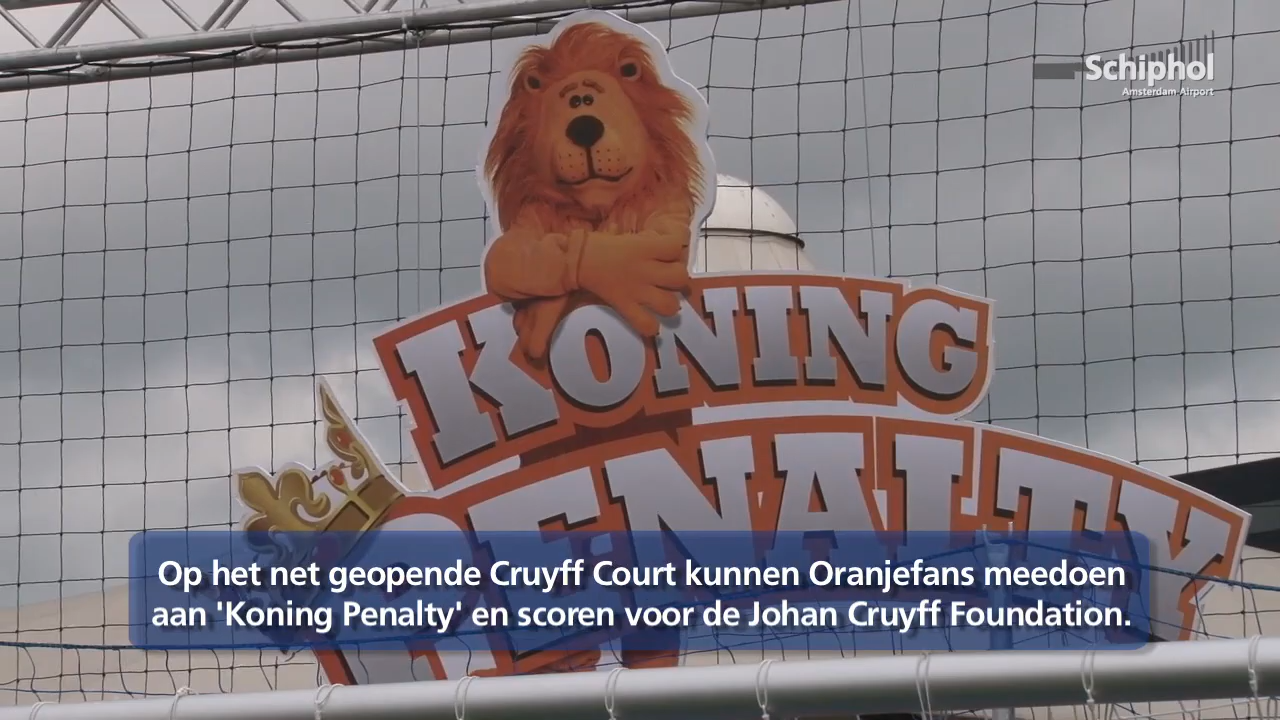 Schiphol
Amsterdam Airport
KONING
PENALTY
Op het net geopende Cruyff Court kunnen Oranjefans meedoen
aan 'Koning Penalty' en scoren voor de Johan Cruyff Foundation.